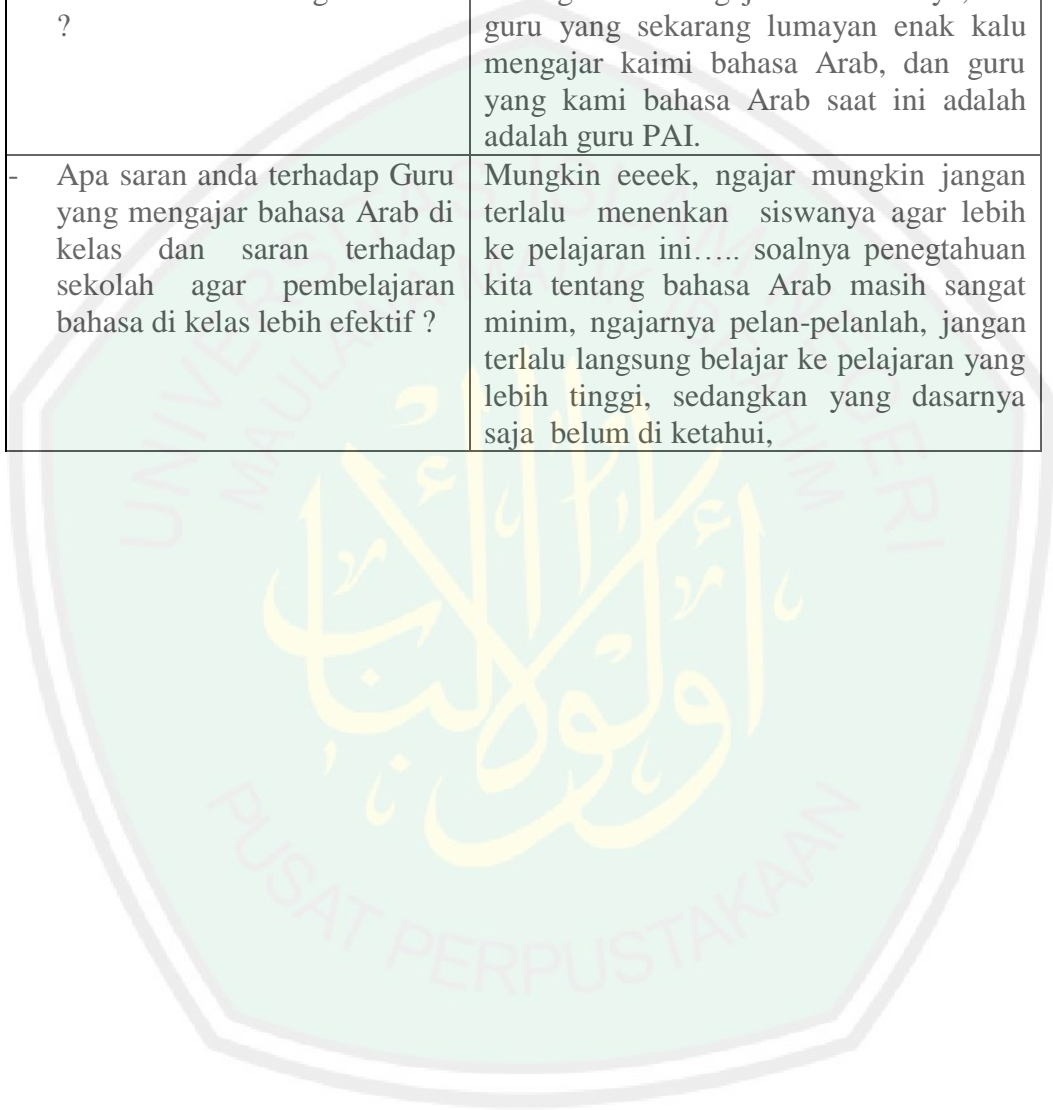 ?
guru yang sekarang lumayan enak kalu
mengajar kaimi bahasa Arab, dan guru
yang kami bahasa Arab saat ini adalah
adalah guru PAI.
- Apa saran anda terhadap Guru
yang mengajar bahasa Arab di
kelas dan saran terhadap
sekolah agar pembelajaran
bahasa di kelas lebih efektif ?
Mungkin eeeek, ngajar mungkin jangan
terlalu menenkan siswanya agar lebih
ke pelajaran ini….. soalnya penegtahuan
kita tentang bahasa Arab masih sangat
minim, ngajarnya pelan-pelanlah, jangan
terlalu langsung belajar ke pelajaran yang
lebih tinggi, sedangkan yang dasarnya
saja belum di ketahui,
PUSAT PERPUSTAKAAN